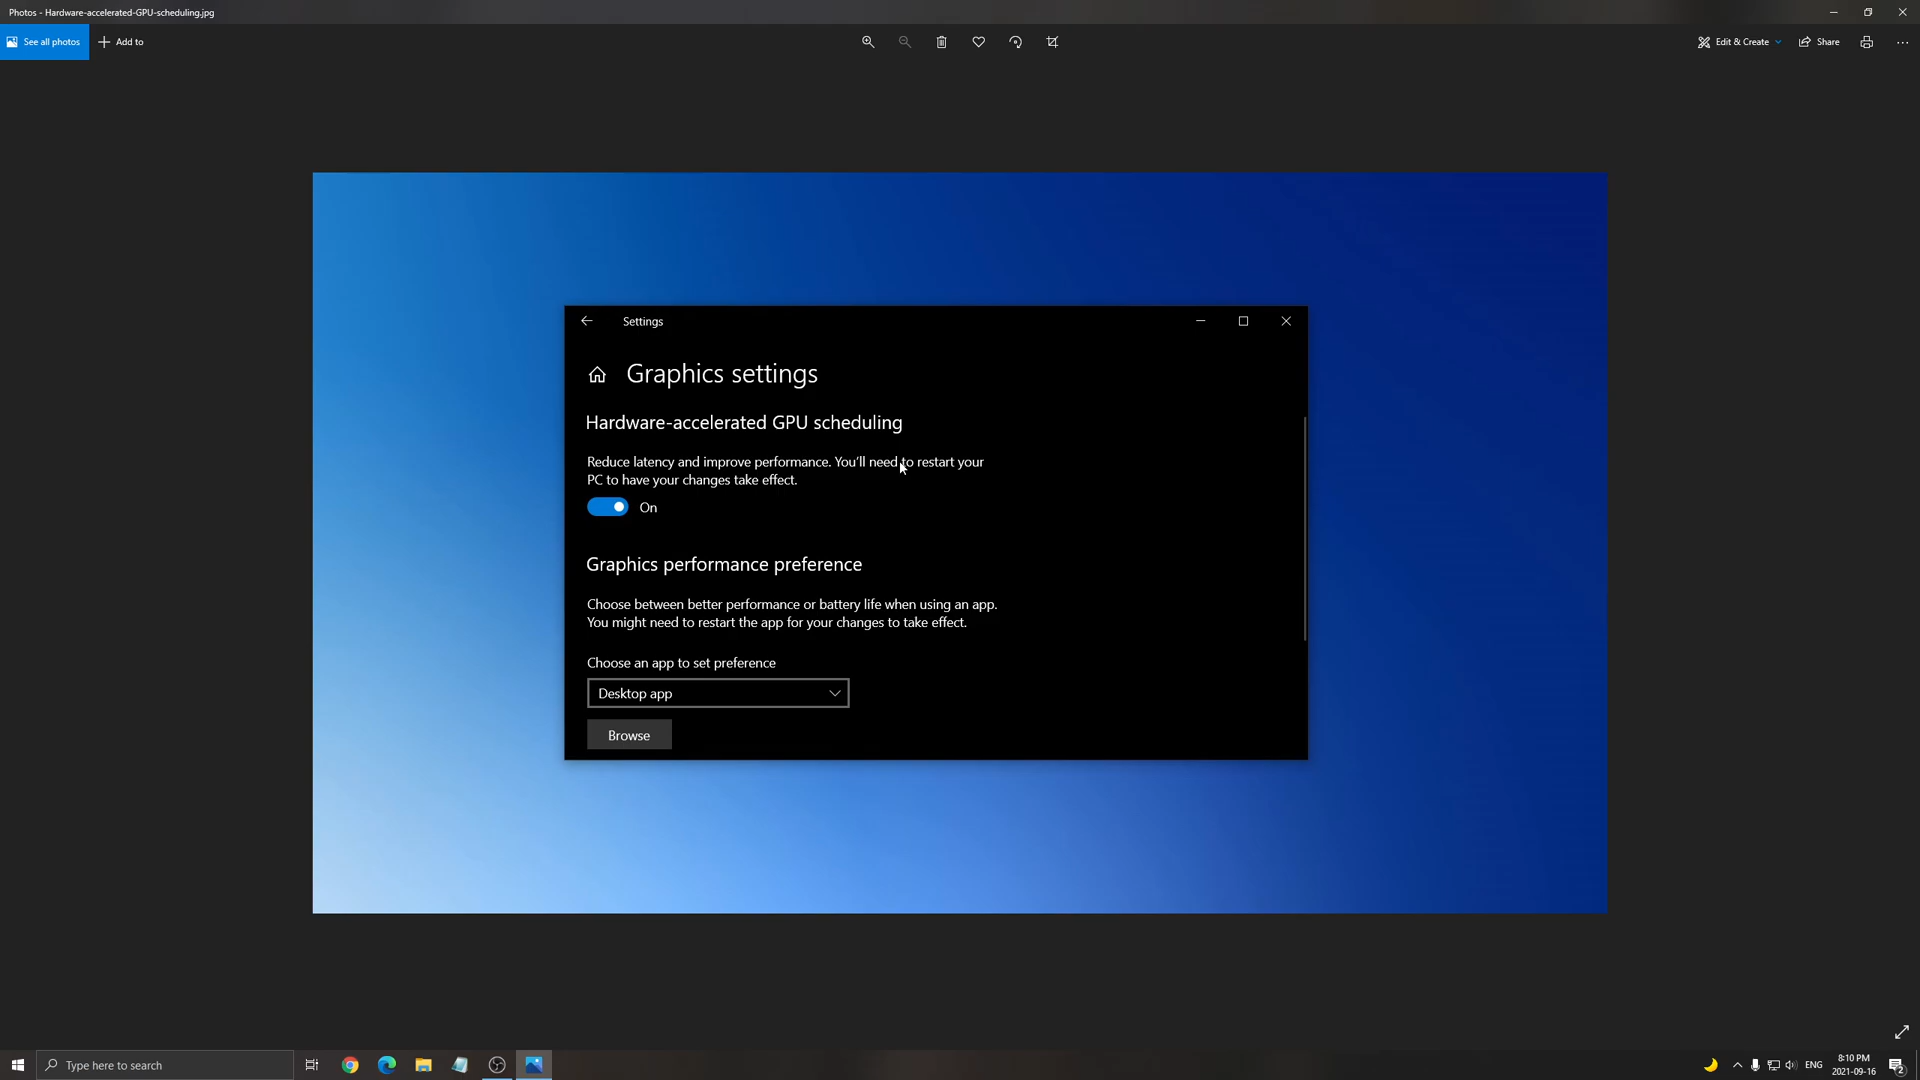 Photos - Hardware-accelerated-GPU-scheduling.jpg
See all photos
Add to
Edit & Create
Share
Settings
Graphics settings
Hardware-accelerated GPU scheduling
Reduce latency and improve performance. You'll need to restart your
PC to have your changes take effect.
On
Graphics performance preference
Choose between better performance or battery life when using an app.
You might need to restart the app for your changes to take effect.
Choose an app to set preference
Desktop app
Browse
Type here to search
ENG
8:10 PM
2021-09-16
2